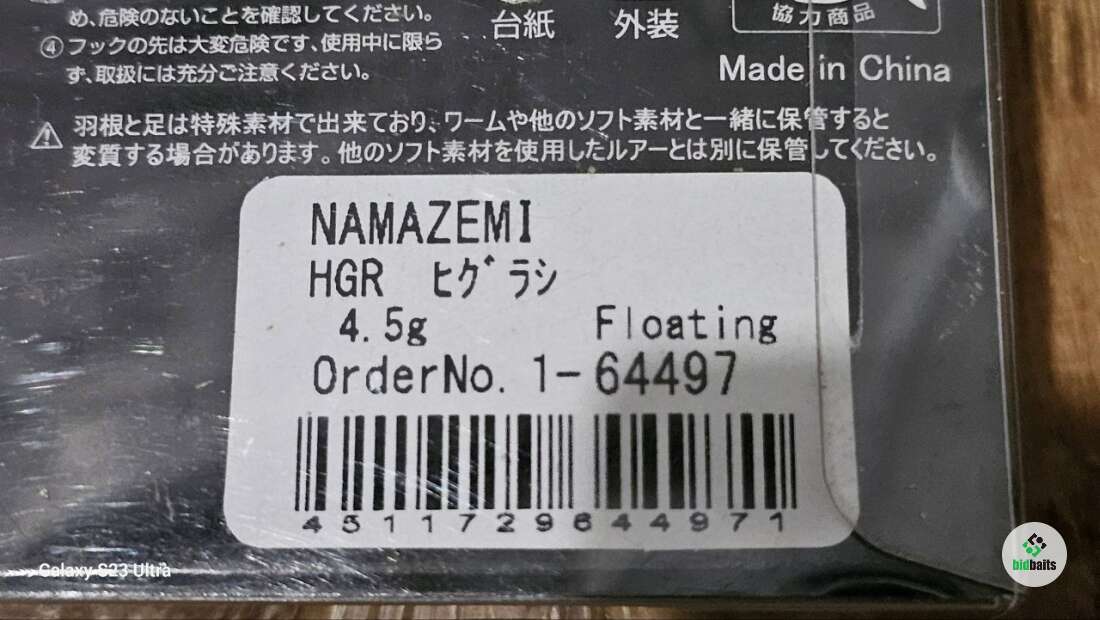 め、危険のないことを確認してください。
④フックの先は大変危険です、使用中に限ら
ず、取扱には充分ご注意ください。
台紙 外装
協力商品
Made in China
⚠羽根と足は特殊素材で出来ており、ワームや他のソフト素材と一緒に保管すると
変質する場合があります。他のソフト素材を使用したルアーとは別に保管してください。
NAMAZEMI
HGR ヒグラシ
4.5g Floating
OrderNo. 1-64497
4511729644971
Galaxy S23 Ultra
bidbaits